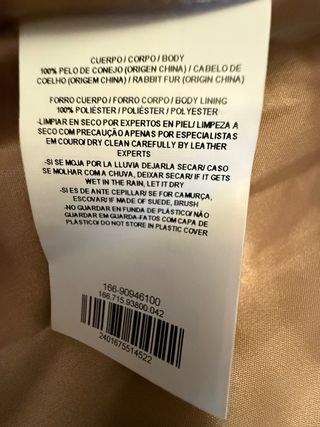 CUERPO / CORPO / BODY
100% PELO DE CONEJO (ORIGEN CHINA) / CABELO DE
COELHO (ORIGEM CHINA) / RABBIT FUR (ORIGIN CHINA)
FORRO CUERPO / FORRO CORPO / BODY LINING
100% POLIÉSTER / POLIÉSTER / POLYESTER
-LIMPIAR EN SECO POR EXPERTOS EN PIEL/ LIMPEZA A
SECO COM PRECAUÇÃO APENAS POR ESPECIALISTAS
EM COURO/ DRY CLEAN CAREFULLY BY LEATHER
EXPERTS
-SI SE MOJA POR LA LLUVIA DEJARLA SECAR/ CASO
SE MOLHAR COM A CHUVA, DEIXAR SECAR/ IF IT GETS
WET IN THE RAIN, LET IT DRY
-SI ES DE ANTE CEPILLAR/ SE FOR CAMURÇA,
ESCOVAR/ IF MADE OF SUEDE, BRUSH
-NO GUARDAR EN FUNDA DE PLÁSTICO/ NÃO
GUARDAR EM GUARDA-FATOS COM CAPA DE
PLÁSTICO/ DO NOT STORE IN PLASTIC COVER
166-90946100
166.715.93800.042
2401675514522